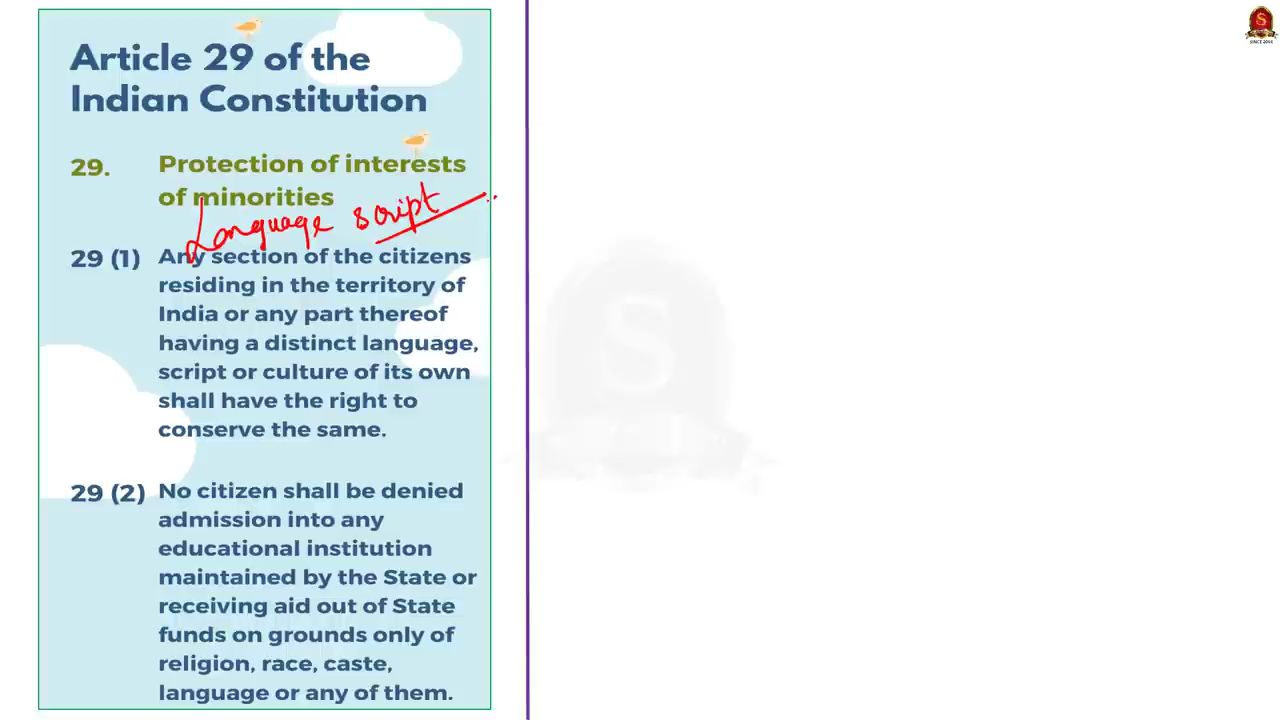 Article 29 of the
Indian Constitution
29. Protection of interests
of minorities
Language script
29 (1) Any section of the citizens
residing in the territory of
India or any part thereof
having a distinct language,
script or culture of its own
shall have the right to
conserve the same.
29 (2) No citizen shall be denied
admission into any
educational institution
maintained by the State or
receiving aid out of State
funds on grounds only of
religion, race, caste,
language or any of them.
S
SINCE 2004
S